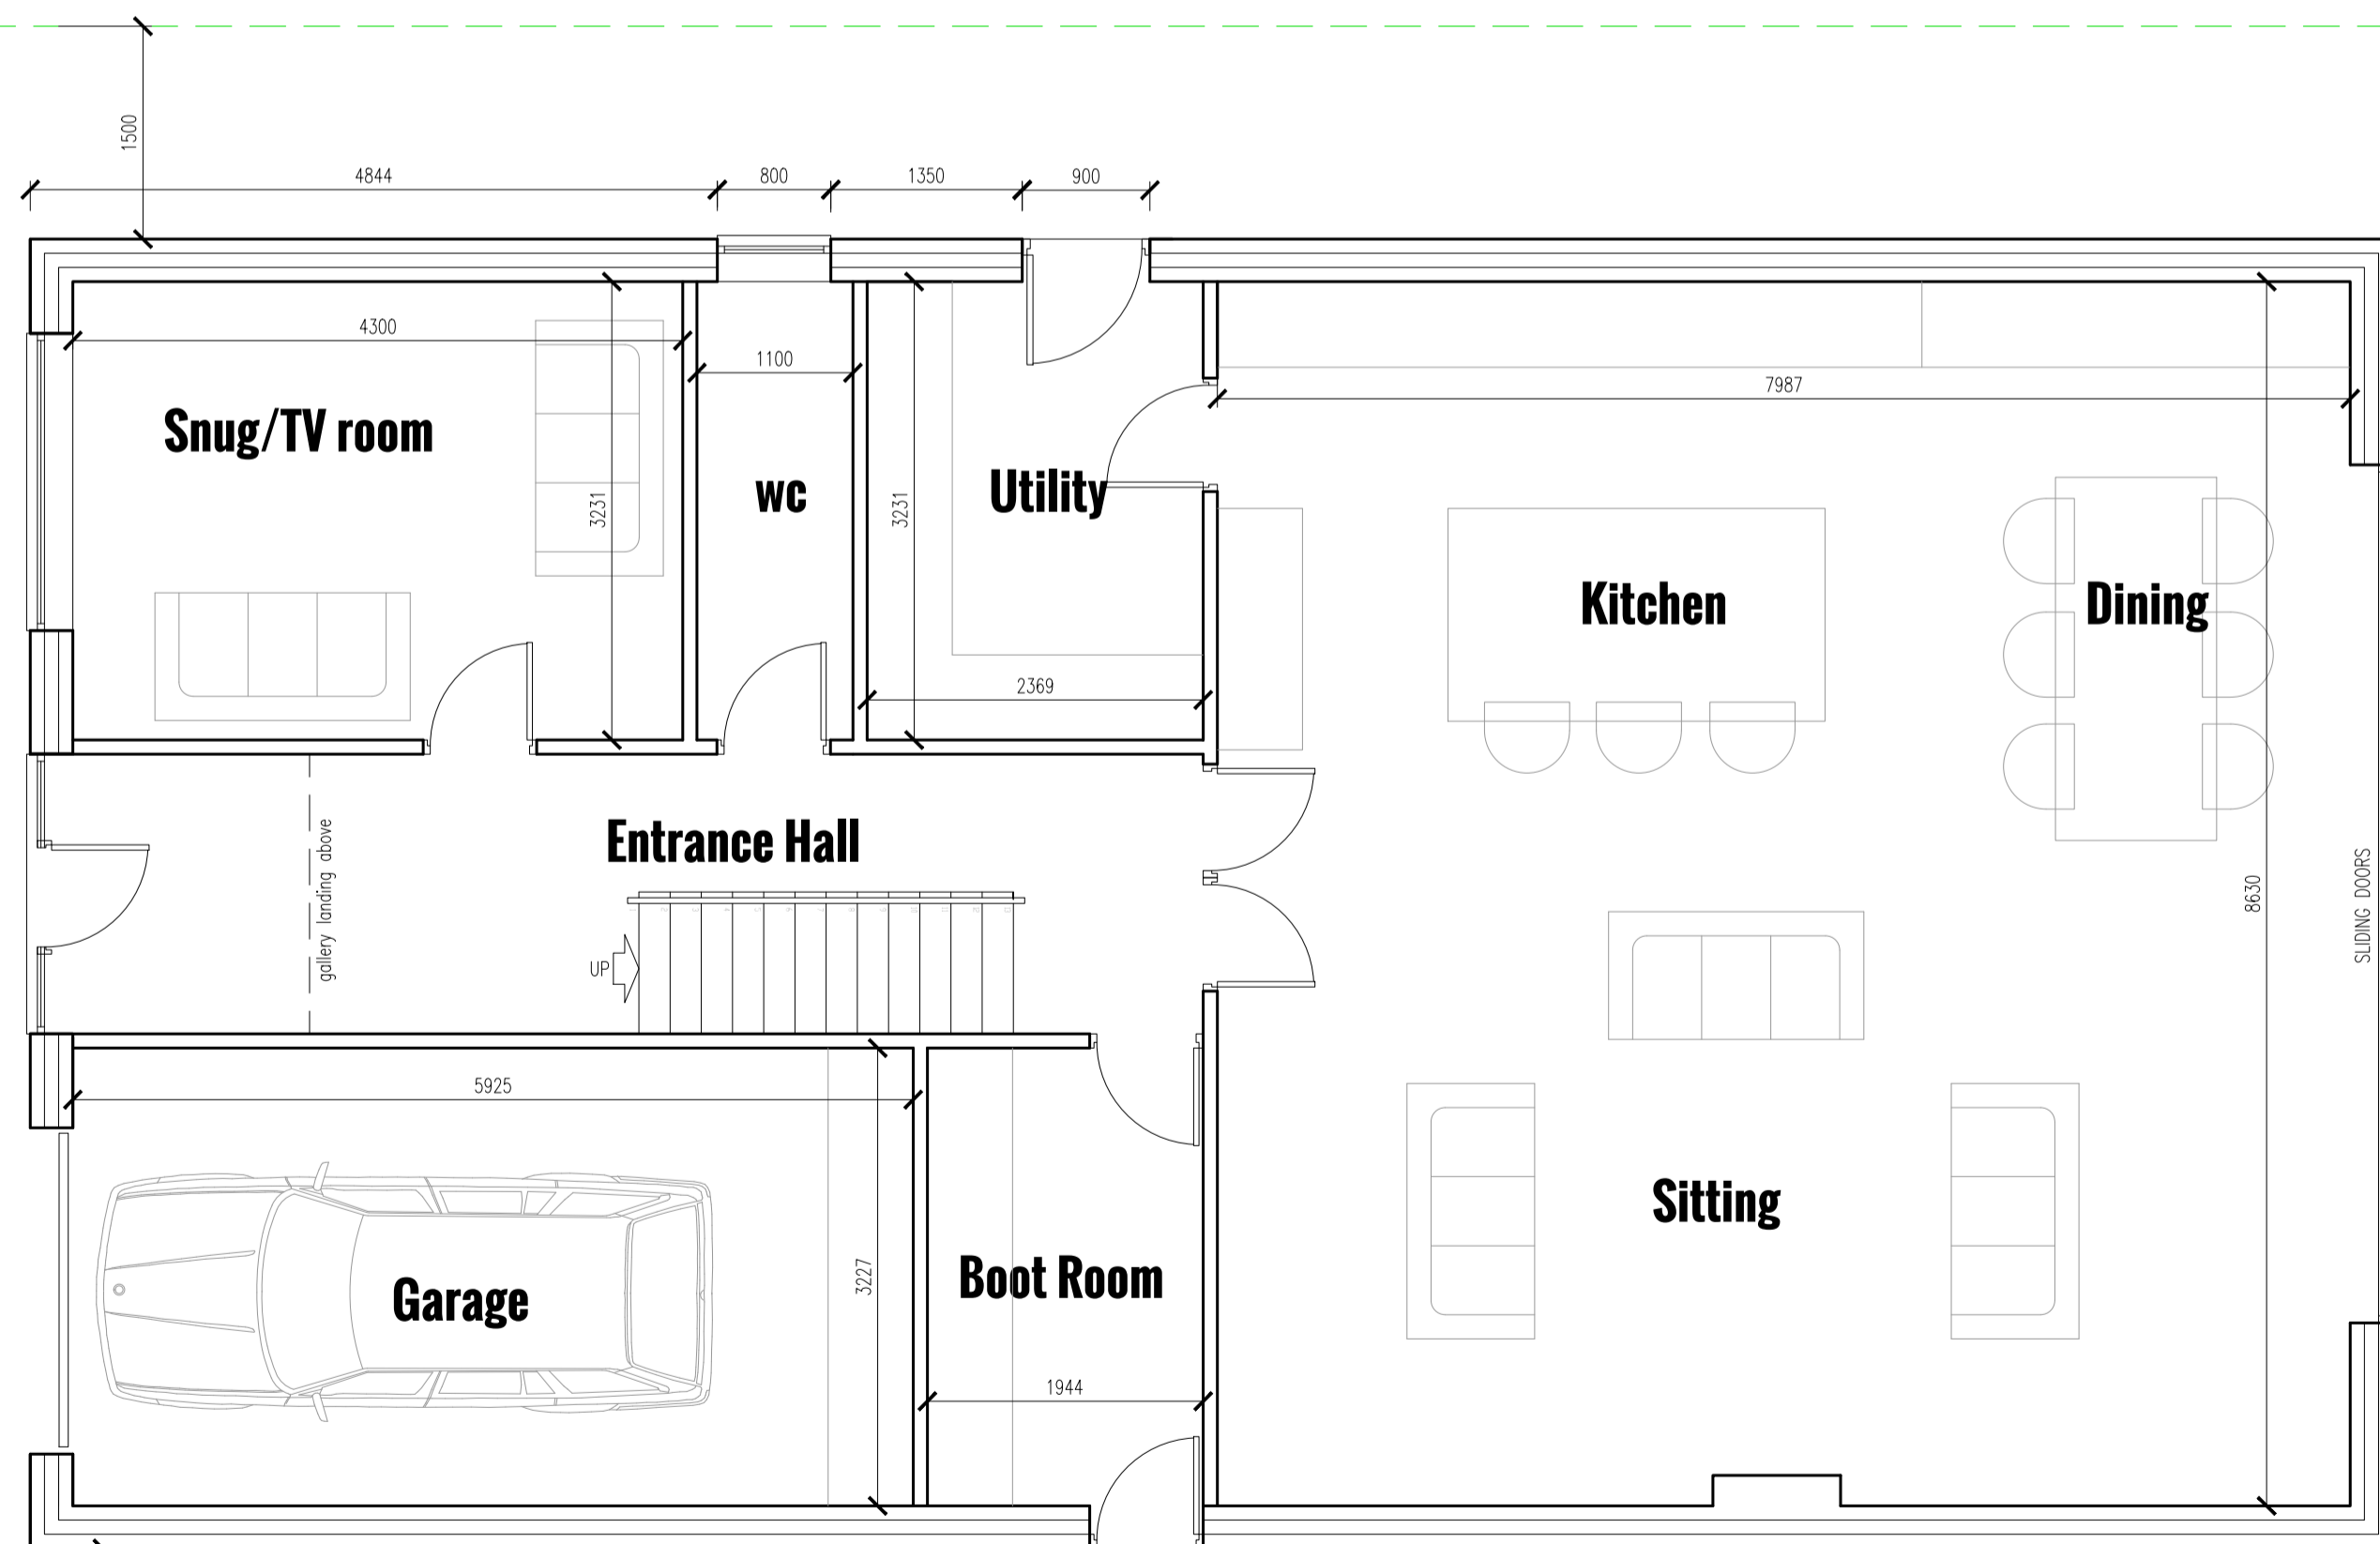 1500
4844
800
1350
900
4300
1100
7987
Snug/TV room
wc
3231
3231
Utility
Kitchen
Dining
2369
Entrance Hall
gallery landing above
UP
8630
SLIDING DOORS
5925
Garage
3227
Boot Room
Sitting
1944